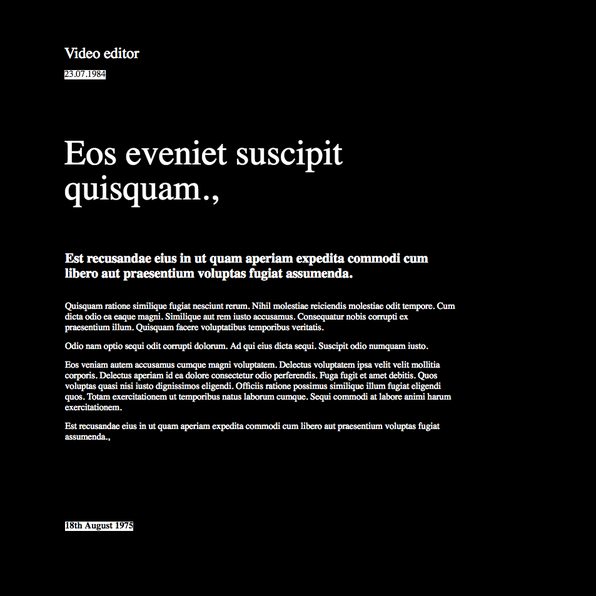 Video editor
23.07.1984
Eos eveniet suscipit
quisquam.,
Est recusandae eius in ut quam aperiam expedita commodi cum
libero aut praesentium voluptas fugiat assumenda.
Quisquam ratione similique fugiat nesciunt rerum. Nihil molestiae reiciendis molestiae odit tempore. Cum
dicta odio ea eaque magni. Similique aut rem iusto accusamus. Consequatur nobis corrupti ex
praesentium illum. Quisquam facere voluptatibus temporibus veritatis.
Odio nam optio sequi odit corrupti dolorum. Ad qui eius dicta sequi. Suscipit odio numquam iusto.
Eos veniam autem accusamus cumque magni voluptatem. Delectus voluptatem ipsa velit velit mollitia
corporis. Delectus aperiam id ea dolore consectetur odio perferendis. Fuga fugit et amet debitis. Quos
voluptas quasi nisi iusto dignissimos eligendi. Officiis ratione possimus similique illum fugiat eligendi
quos. Totam exercitationem ut temporibus natus laborum cumque. Sequi commodi at labore animi harum
exercitationem.
Est recusandae eius in ut quam aperiam expedita commodi cum libero aut praesentium voluptas fugiat
assumenda.,
18th August 1975